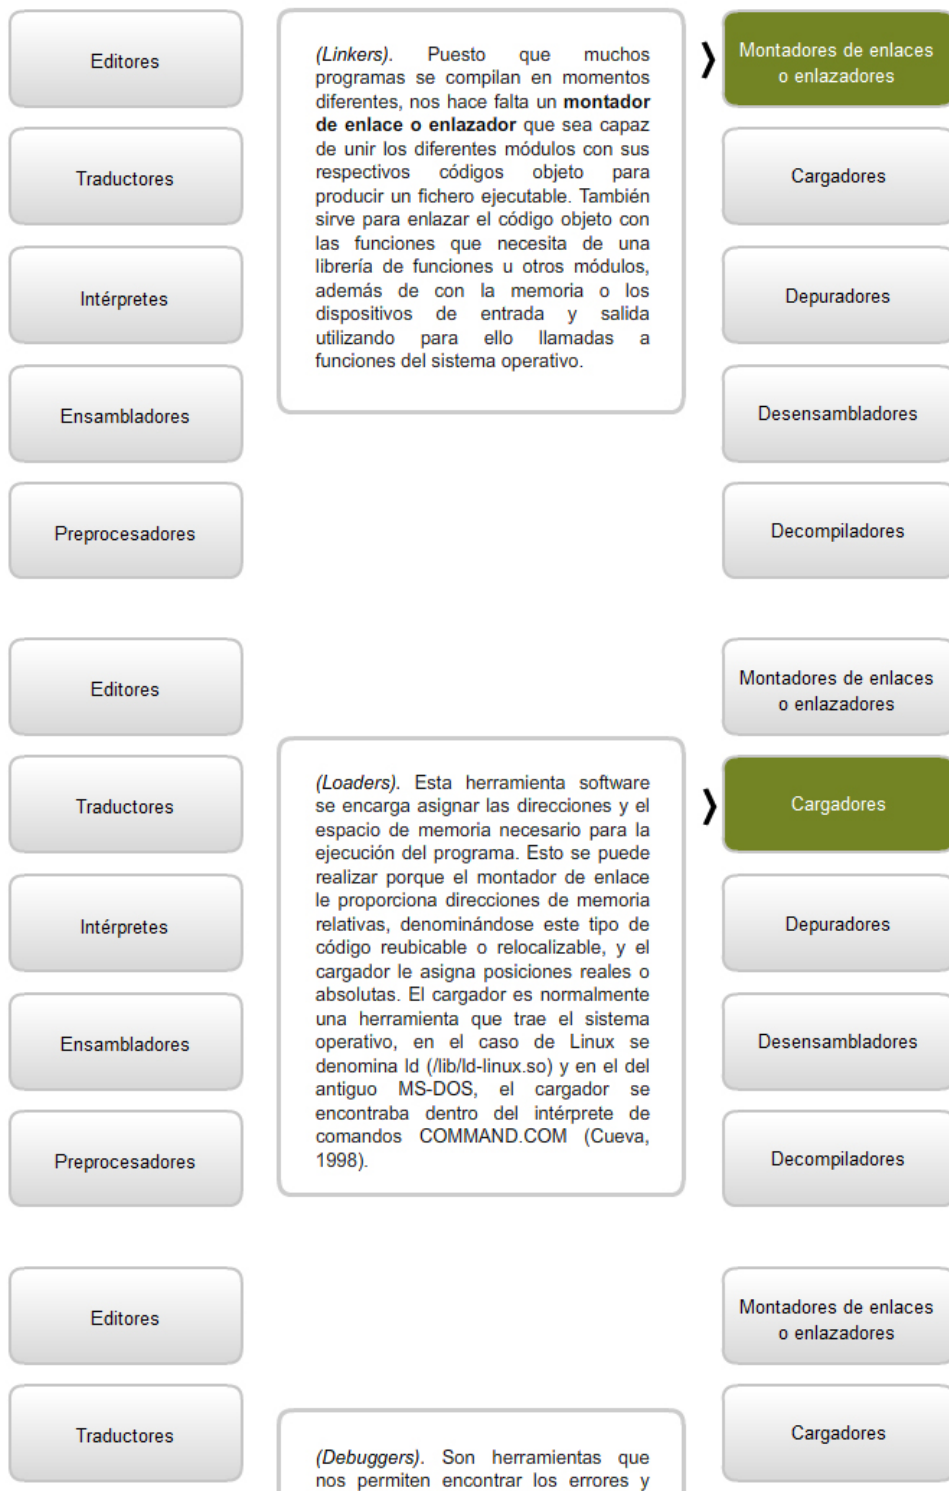 Editores
Traductores
Intérpretes
Ensambladores
Preprocesadores
(Linkers). Puesto que muchos
programas se compilan en momentos
diferentes, nos hace falta un montador
de enlace o enlazador que sea capaz
de unir los diferentes módulos con sus
respectivos códigos objeto para
producir un fichero ejecutable. También
sirve para enlazar el código objeto con
las funciones que necesita de una
librería de funciones u otros módulos,
además de con la memoria o los
dispositivos de entrada y salida
utilizando para ello llamadas a
funciones del sistema operativo.
Montadores de enlaces
o enlazadores
Cargadores
Depuradores
Desensambladores
Decompiladores
Editores
Traductores
Intérpretes
Ensambladores
Preprocesadores
(Loaders). Esta herramienta software
se encarga asignar las direcciones y el
espacio de memoria necesario para la
ejecución del programa. Esto se puede
realizar porque el montador de enlace
le proporciona direcciones de memoria
relativas, denominándose este tipo de
código reubicable o relocalizable, y el
cargador le asigna posiciones reales o
absolutas. El cargador es normalmente
una herramienta que trae el sistema
operativo, en el caso de Linux se
denomina ld (/lib/ld-linux.so) y en el del
antiguo MS-DOS, el cargador se
encontraba dentro del intérprete de
comandos COMMAND.COM (Cueva,
1998).
Montadores de enlaces
o enlazadores
Cargadores
Depuradores
Desensambladores
Decompiladores
Editores
Traductores
(Debuggers). Son herramientas que
nos permiten encontrar los errores y
Montadores de enlaces
o enlazadores
Cargadores